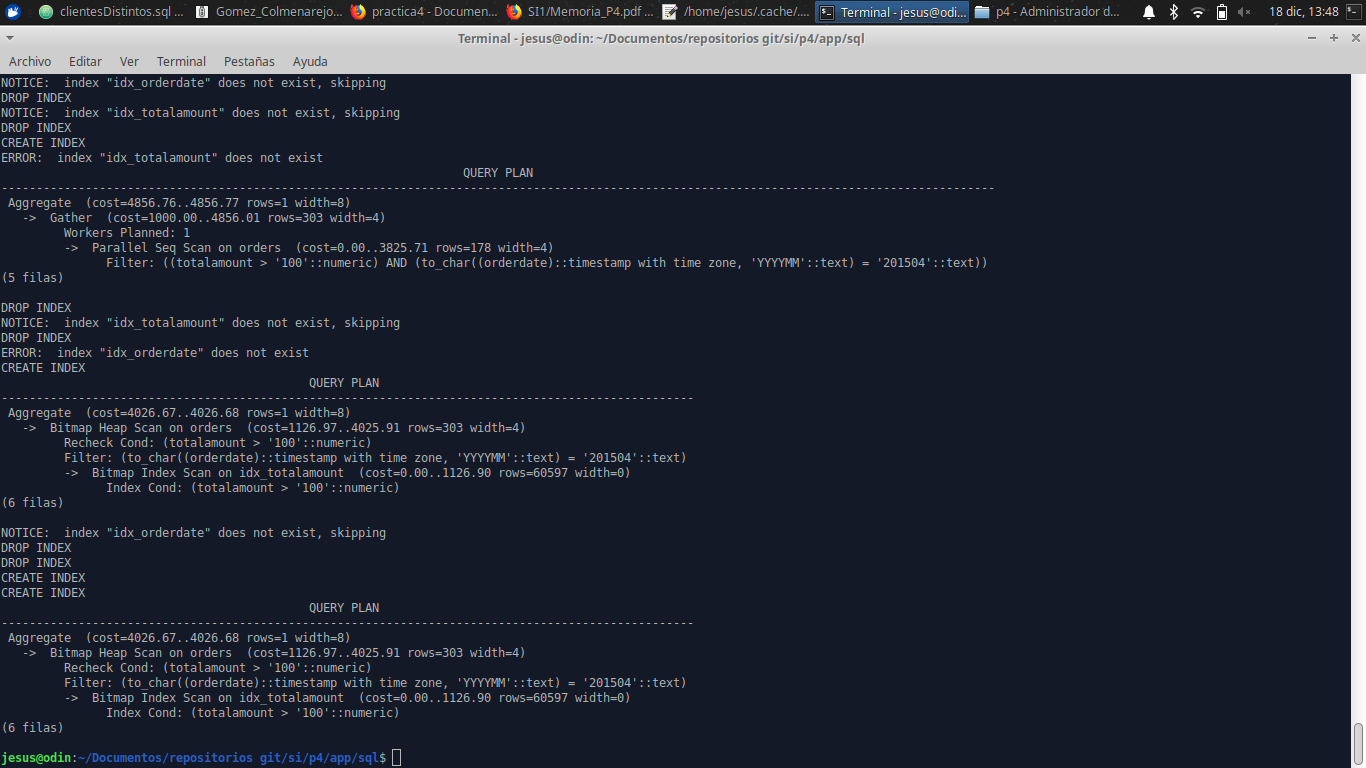 clientesDistintos.sql ...
Gomez_Colmenarejo...
practica4 - Documen...
SI1/Memoria_P4.pdf ...
/home/jesus/.cache/....
Terminal - jesus@odi...
p4 - Administrador d...
18 dic, 13:48
Terminal - jesus@odin: ~/Documentos/repositorios git/si/p4/app/sql
Archivo Editar Ver Terminal Pestañas Ayuda
NOTICE:  index "idx_orderdate" does not exist, skipping
DROP INDEX
NOTICE:  index "idx_totalamount" does not exist, skipping
DROP INDEX
CREATE INDEX
ERROR:  index "idx_totalamount" does not exist
QUERY PLAN
----------------------------------------------------------------------------------------------------------------------------------------------
Aggregate  (cost=4856.76..4856.77 rows=1 width=8)
->  Gather  (cost=1000.00..4856.01 rows=303 width=4)
Workers Planned: 1
->  Parallel Seq Scan on orders  (cost=0.00..3825.71 rows=178 width=4)
Filter: ((totalamount > '100'::numeric) AND (to_char((orderdate)::timestamp with time zone, 'YYYYMM'::text) = '201504'::text))
(5 filas)
DROP INDEX
NOTICE:  index "idx_totalamount" does not exist, skipping
DROP INDEX
ERROR:  index "idx_orderdate" does not exist
CREATE INDEX
QUERY PLAN
---------------------------------------------------------------------------------------------------
Aggregate  (cost=4026.67..4026.68 rows=1 width=8)
->  Bitmap Heap Scan on orders  (cost=1126.97..4025.91 rows=303 width=4)
Recheck Cond: (totalamount > '100'::numeric)
Filter: (to_char((orderdate)::timestamp with time zone, 'YYYYMM'::text) = '201504'::text)
->  Bitmap Index Scan on idx_totalamount  (cost=0.00..1126.90 rows=60597 width=0)
Index Cond: (totalamount > '100'::numeric)
(6 filas)
NOTICE:  index "idx_orderdate" does not exist, skipping
DROP INDEX
DROP INDEX
CREATE INDEX
CREATE INDEX
QUERY PLAN
---------------------------------------------------------------------------------------------------
Aggregate  (cost=4026.67..4026.68 rows=1 width=8)
->  Bitmap Heap Scan on orders  (cost=1126.97..4025.91 rows=303 width=4)
Recheck Cond: (totalamount > '100'::numeric)
Filter: (to_char((orderdate)::timestamp with time zone, 'YYYYMM'::text) = '201504'::text)
->  Bitmap Index Scan on idx_totalamount  (cost=0.00..1126.90 rows=60597 width=0)
Index Cond: (totalamount > '100'::numeric)
(6 filas)
jesus@odin:~/Documentos/repositorios git/si/p4/app/sql$